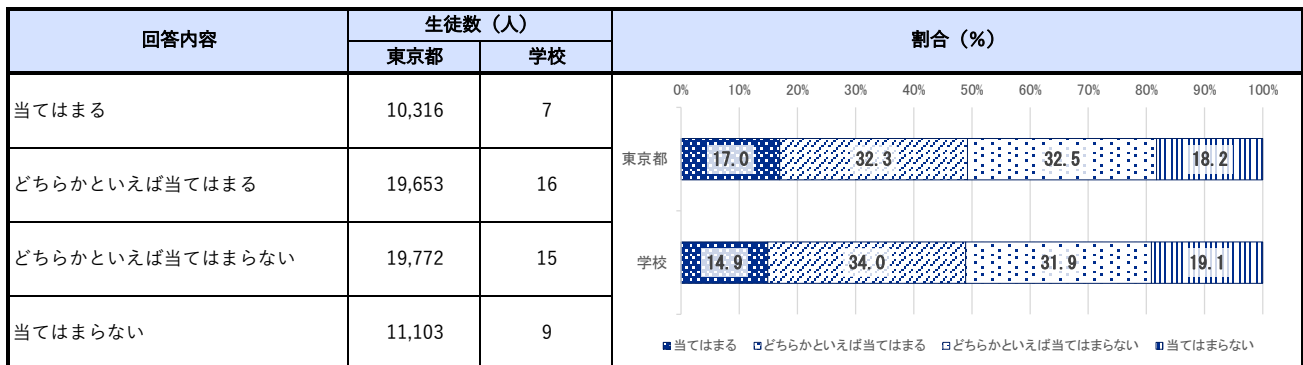 回答内容 生徒数（人） 割合（%）
東京都 学校
当てはまる 10,316 7
どちらかといえば当てはまる 19,653 16
どちらかといえば当てはまらない 19,772 15
当てはまらない 11,103 9
0% 10% 20% 30% 40% 50% 60% 70% 80% 90% 100%
東京都 17.0 32.3 32.5 18.2
学校 14.9 34.0 31.9 19.1
当てはまる どちらかといえば当てはまる どちらかといえば当てはまらない 当てはまらない